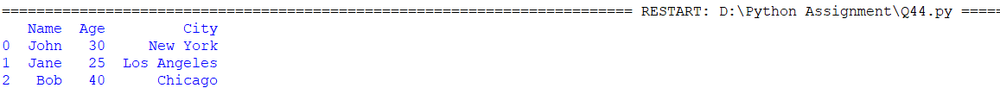 ========================================================================= RESTART: D:\Python Assignment\Q44.py =====
   Name  Age         City
0  John   30     New York
1  Jane   25  Los Angeles
2   Bob   40      Chicago